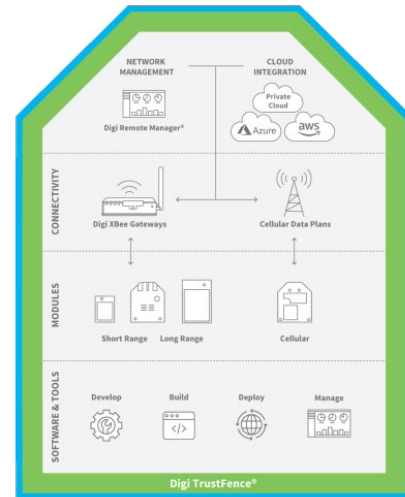 NETWORK
MANAGEMENT
CLOUD
INTEGRATION
Private
Cloud
Azure
aws
Digi Remote Manager®
CONNECTIVITY
Digi XBee Gateways
Cellular Data Plans
MODULES
Short Range
Long Range
Cellular
SOFTWARE & TOOLS
Develop
Build
Deploy
Manage
</>
Digi TrustFence®